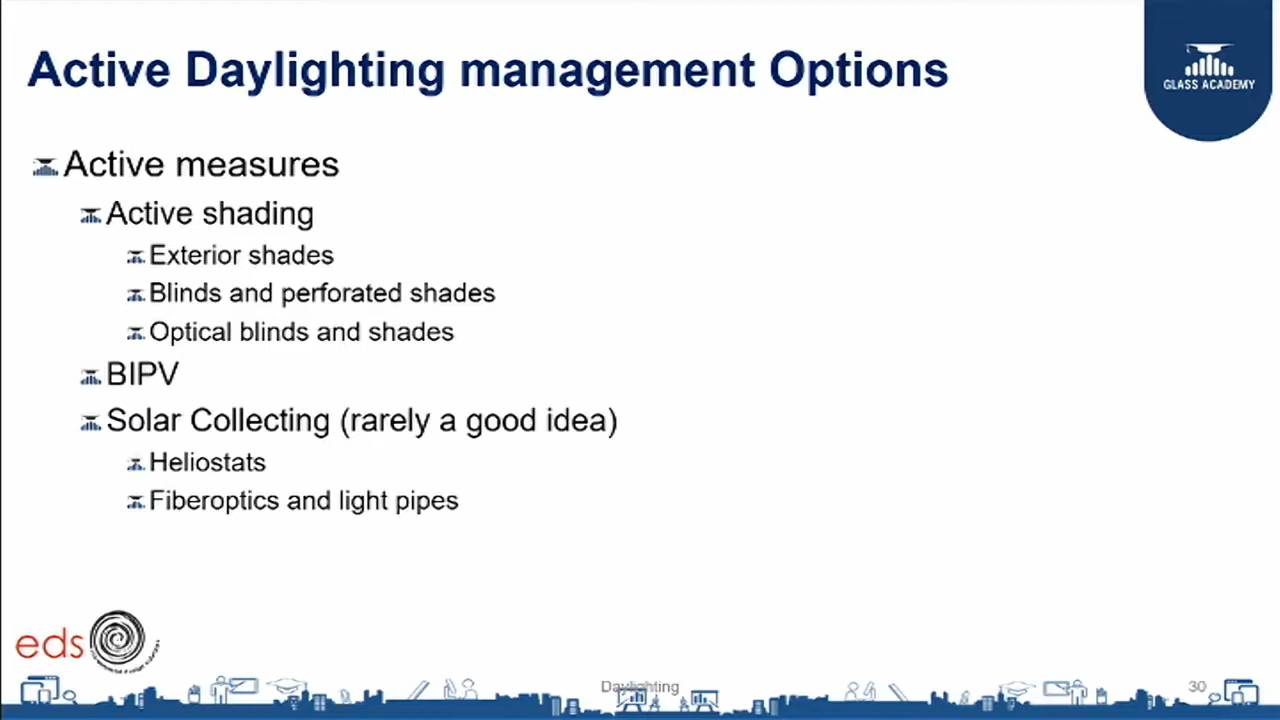 Active Daylighting management Options
GLASS ACADEMY
Active measures
Active shading
Exterior shades
Blinds and perforated shades
Optical blinds and shades
BIPV
Solar Collecting (rarely a good idea)
Heliostats
Fiberoptics and light pipes
eds
Daylighting
30